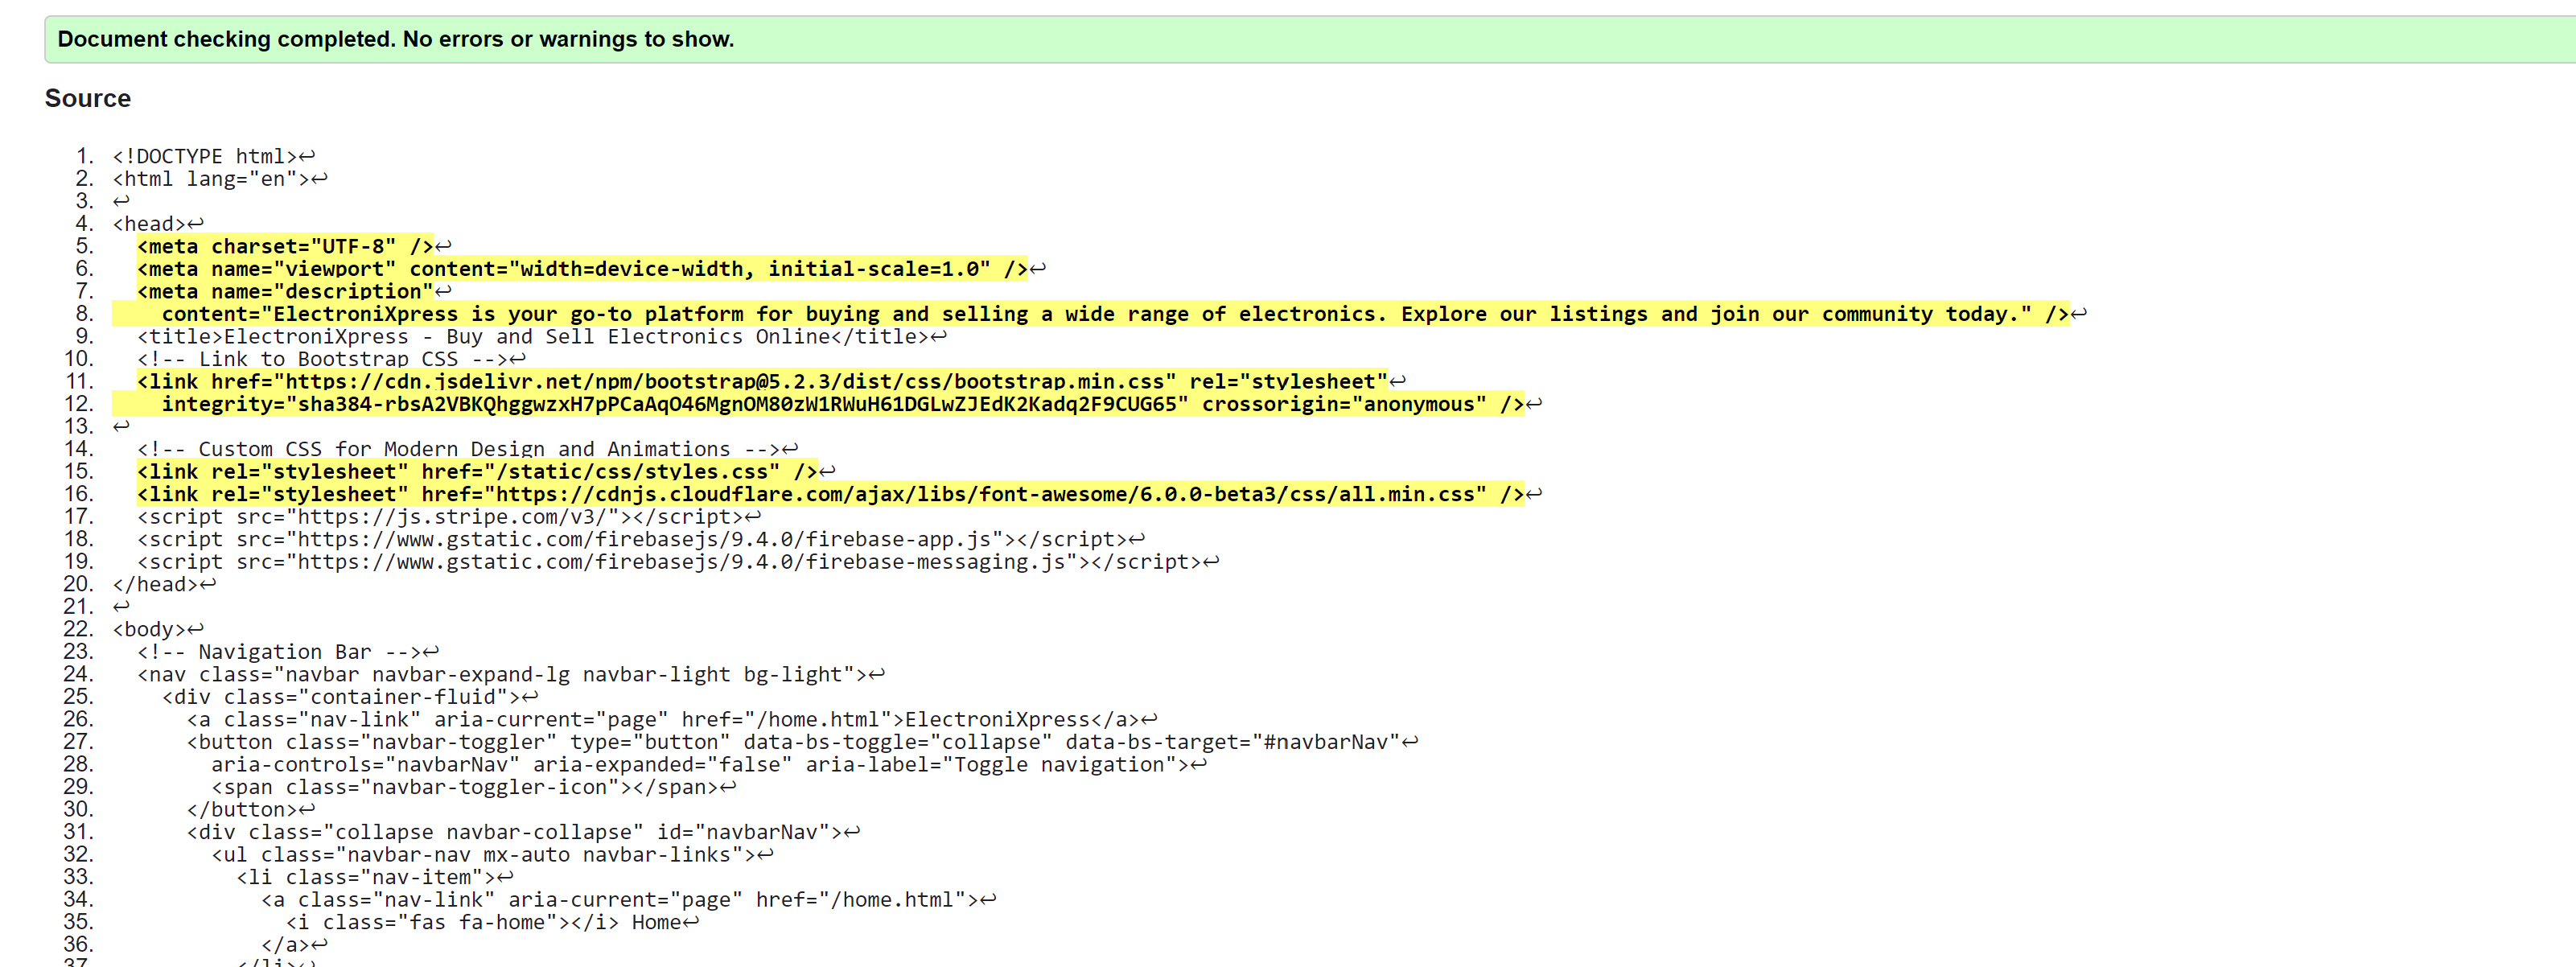 Document checking completed. No errors or warnings to show.
Source
1. <!DOCTYPE html>↩
2. <html lang="en">↩
3. ↩
4. <head>↩
5.   <meta charset="UTF-8" />↩
6.   <meta name="viewport" content="width=device-width, initial-scale=1.0" />↩
7.   <meta name="description"↩
8.     content="ElectroniXpress is your go-to platform for buying and selling a wide range of electronics. Explore our listings and join our community today." />↩
9.   <title>ElectroniXpress - Buy and Sell Electronics Online</title>↩
10.   <!-- Link to Bootstrap CSS -->↩
11.   <link href="https://cdn.jsdelivr.net/npm/bootstrap@5.2.3/dist/css/bootstrap.min.css" rel="stylesheet"↩
12.     integrity="sha384-rbsA2VBKQhggwzxH7pPCaAqO46MgnOM80zW1RWuH61DGLwZJEdK2Kadq2F9CUG65" crossorigin="anonymous" />↩
13. ↩
14.   <!-- Custom CSS for Modern Design and Animations -->↩
15.   <link rel="stylesheet" href="/static/css/styles.css" />↩
16.   <link rel="stylesheet" href="https://cdnjs.cloudflare.com/ajax/libs/font-awesome/6.0.0-beta3/css/all.min.css" />↩
17.   <script src="https://js.stripe.com/v3/"></script>↩
18.   <script src="https://www.gstatic.com/firebasejs/9.4.0/firebase-app.js"></script>↩
19.   <script src="https://www.gstatic.com/firebasejs/9.4.0/firebase-messaging.js"></script>↩
20. </head>↩
21. ↩
22. <body>↩
23.   <!-- Navigation Bar -->↩
24.   <nav class="navbar navbar-expand-lg navbar-light bg-light">↩
25.     <div class="container-fluid">↩
26.       <a class="nav-link" aria-current="page" href="/home.html">ElectroniXpress</a>↩
27.       <button class="navbar-toggler" type="button" data-bs-toggle="collapse" data-bs-target="#navbarNav"↩
28.         aria-controls="navbarNav" aria-expanded="false" aria-label="Toggle navigation">↩
29.         <span class="navbar-toggler-icon"></span>↩
30.       </button>↩
31.       <div class="collapse navbar-collapse" id="navbarNav">↩
32.         <ul class="navbar-nav mx-auto navbar-links">↩
33.           <li class="nav-item">↩
34.             <a class="nav-link" aria-current="page" href="/home.html">↩
35.               <i class="fas fa-home"></i> Home↩
36.             </a>↩
37.           </li>↩